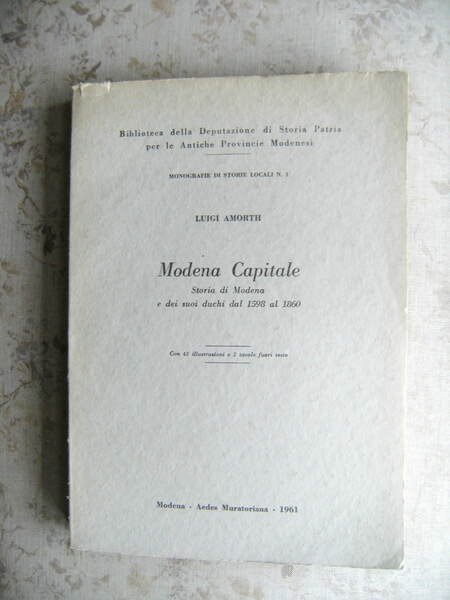 Biblioteca della Deputazione di Storia Patria
per le Antiche Provincie Modenesi
MONOGRAFIE DI STORIE LOCALI N. 1
LUIGI AMORTH
Modena Capitale
Storia di Modena
e dei suoi duchi dal 1598 al 1860
Con illustrazioni e tavole fuori testo
Modena - Aedes Muratoriana - 1961